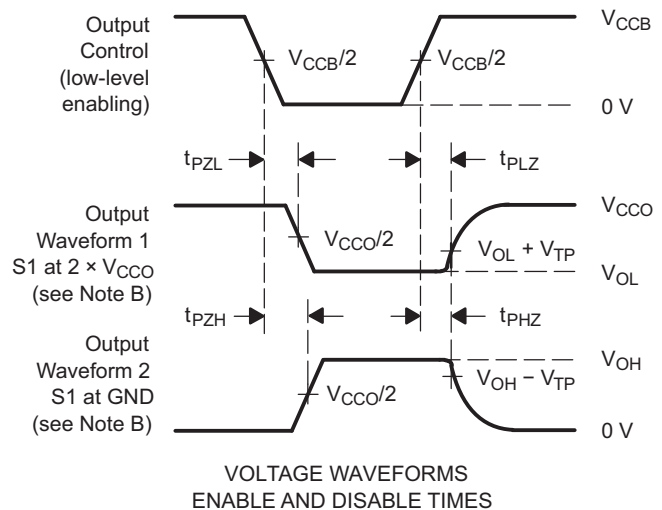 Output
Control
(low-level
enabling)
V_CCB/2
V_CCB/2
V_CCB
0 V
t_PZL
t_PLZ
Output
Waveform 1
S1 at 2 × V_CCO
(see Note B)
V_CCO/2
V_OL + V_TP
V_CCO
V_OL
t_PZH
t_PHZ
Output
Waveform 2
S1 at GND
(see Note B)
V_CCO/2
V_OH − V_TP
V_OH
0 V
VOLTAGE WAVEFORMS
ENABLE AND DISABLE TIMES